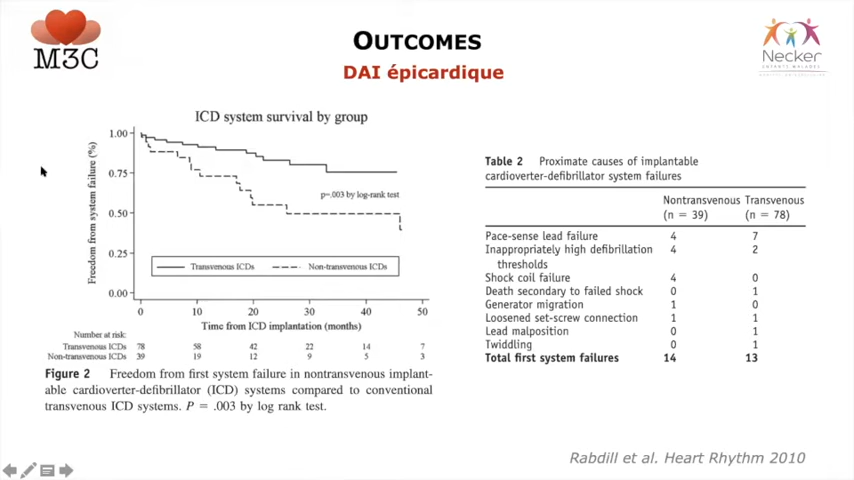 M3C
OUTCOMES
DAI épicardique
Necker
ENFANTS MALADES
ICD system survival by group
Freedom from system failure (%)
1.00
0.75
0.50
0.25
0.00
p=.003 by log-rank test
Transvenous ICDs
Non-transvenous ICDs
0 10 20 30 40 50
Time from ICD implantation (months)
Number at risk:
Transvenous ICDs 78 58 42 22 14 7
Non-transvenous ICDs 39 19 12 9 5 3
Figure 2 Freedom from first system failure in nontransvenous implant-
able cardioverter-defibrillator (ICD) systems compared to conventional
transvenous ICD systems. P = .003 by log rank test.
Table 2 Proximate causes of implantable
cardioverter-defibrillator system failures
Nontransvenous Transvenous
(n = 39) (n = 78)
Pace-sense lead failure 4 7
Inappropriately high defibrillation 4 2
thresholds
Shock coil failure 4 0
Death secondary to failed shock 0 1
Generator migration 1 0
Loosened set-screw connection 1 1
Lead malposition 0 1
Twiddling 0 1
Total first system failures 14 13
Rabdill et al. Heart Rhythm 2010